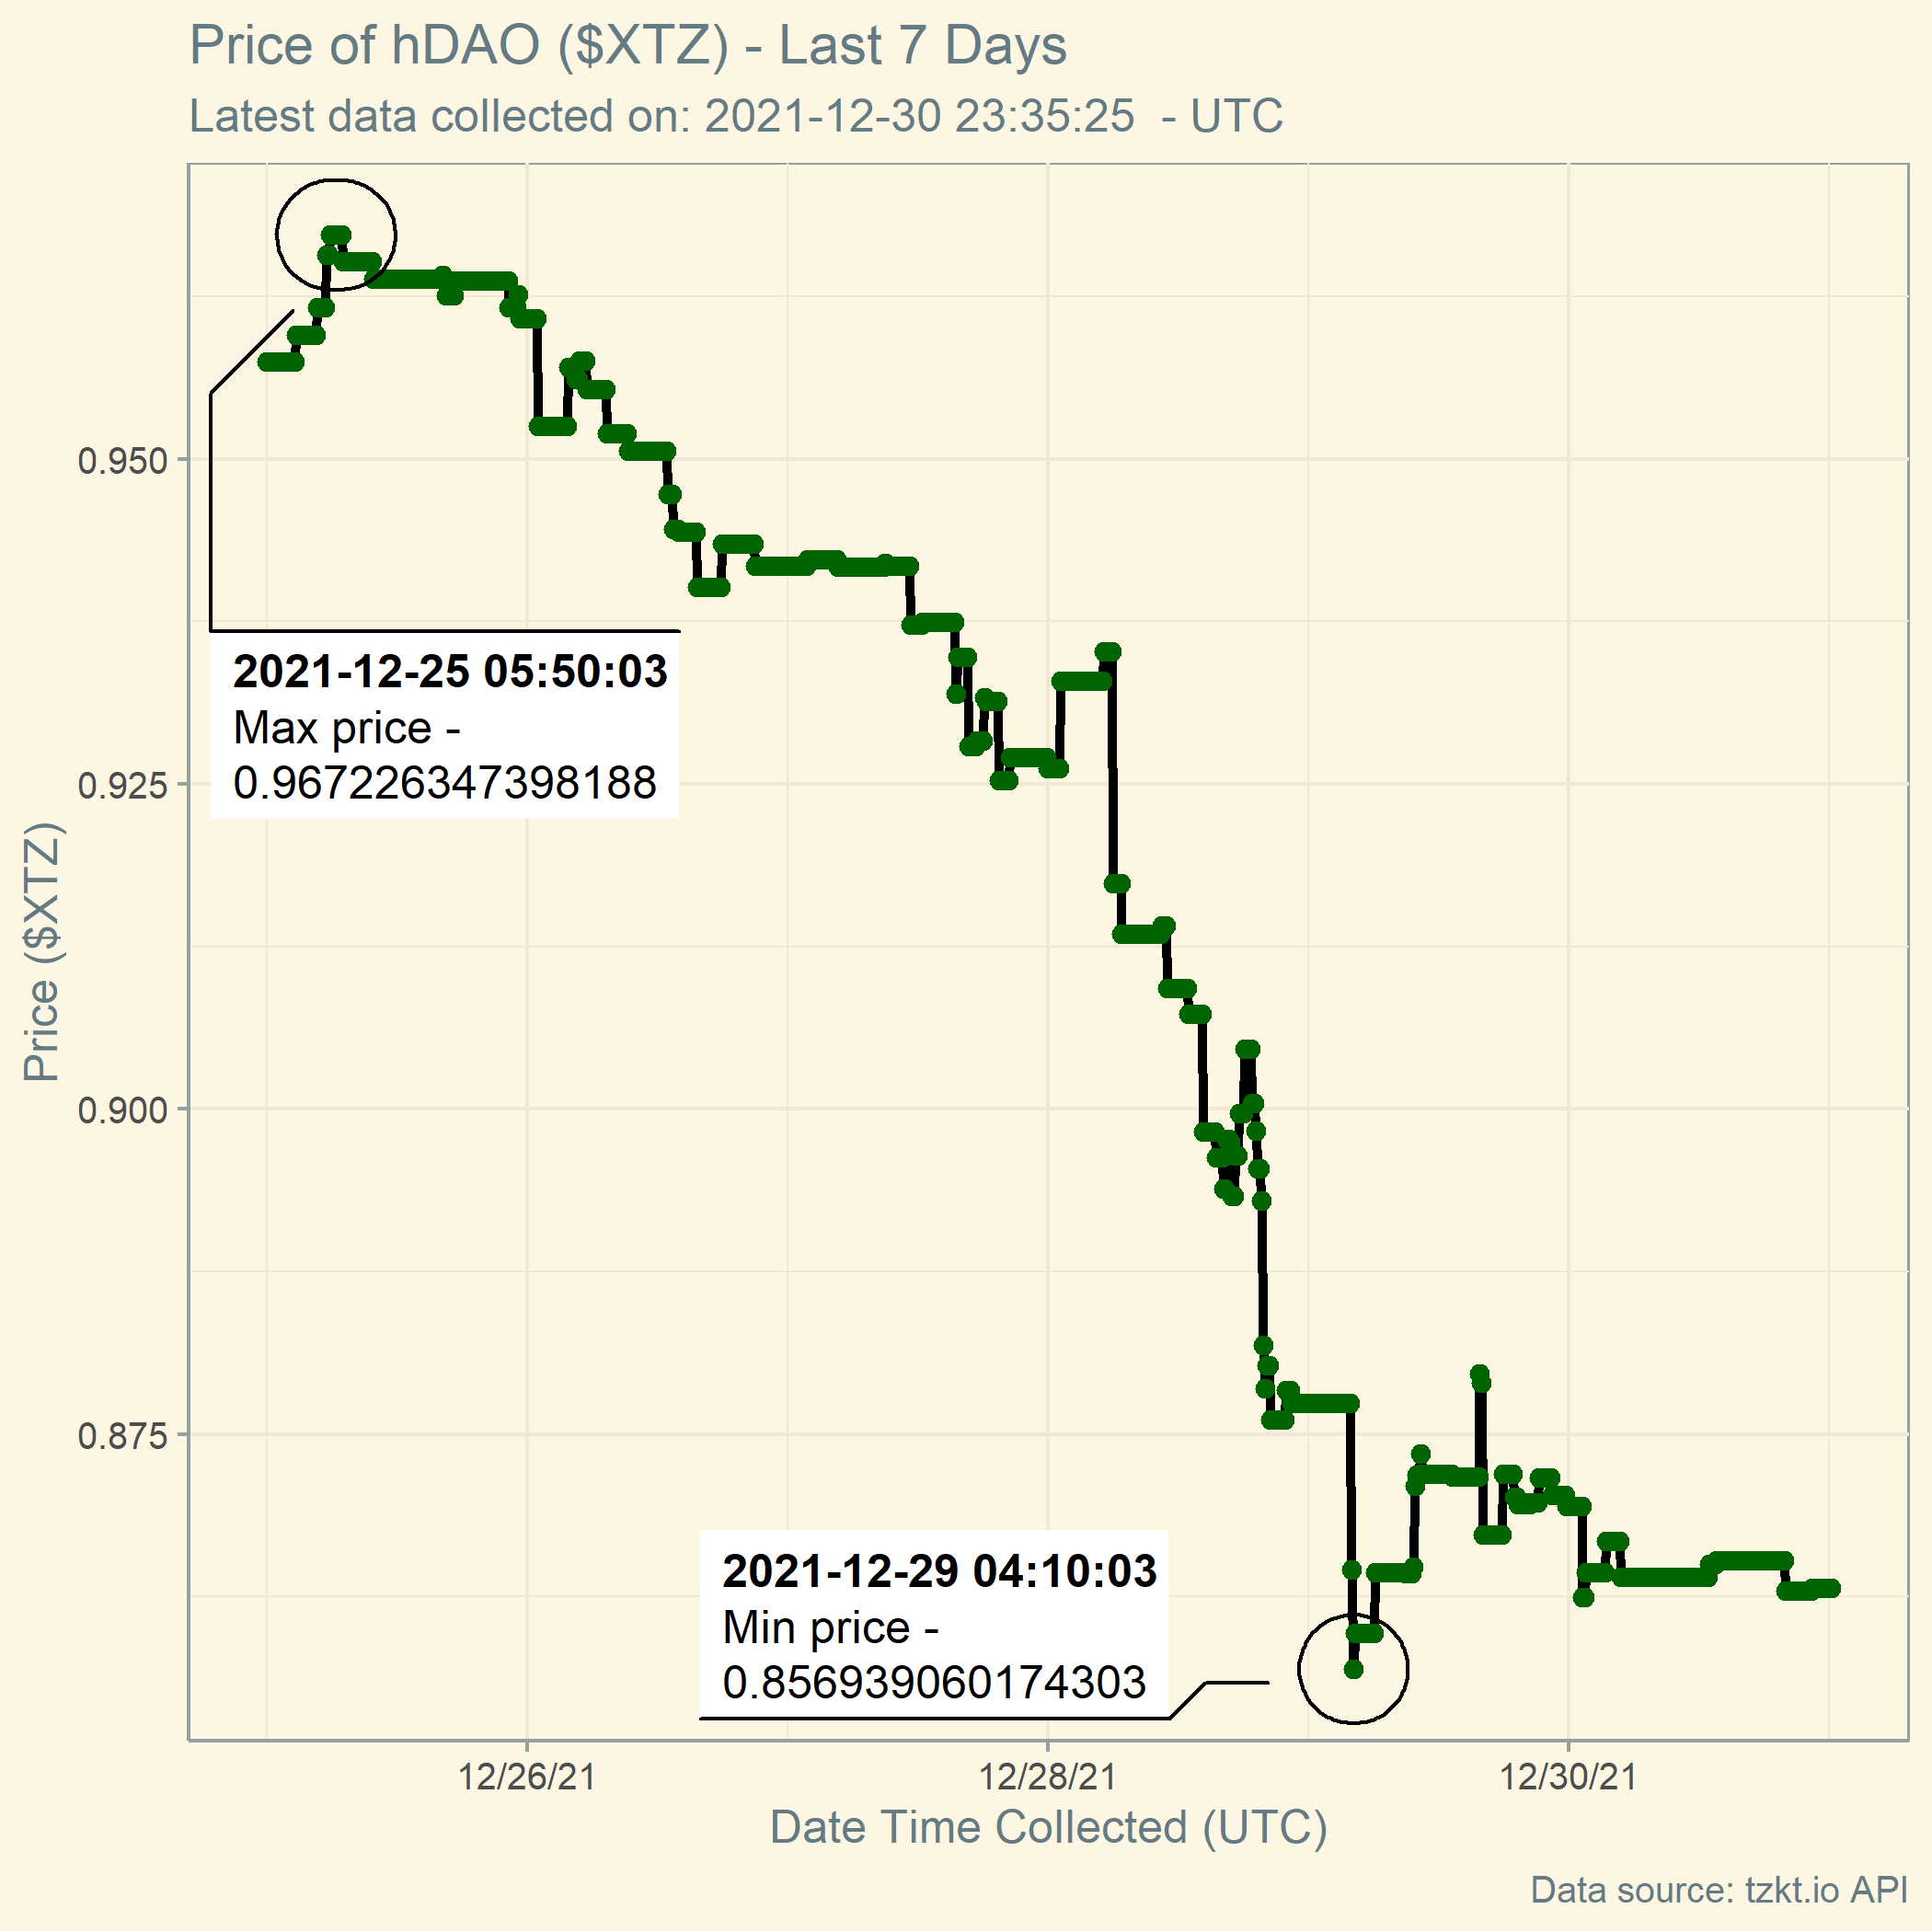 Price of hDAO ($XTZ) - Last 7 Days
Latest data collected on: 2021-12-30 23:35:25  - UTC
Price ($XTZ)
0.950
0.925
0.900
0.875
2021-12-25 05:50:03
Max price -
0.967226347398188
2021-12-29 04:10:03
Min price -
0.856939060174303
12/26/21
12/28/21
12/30/21
Date Time Collected (UTC)
Data source: tzkt.io API